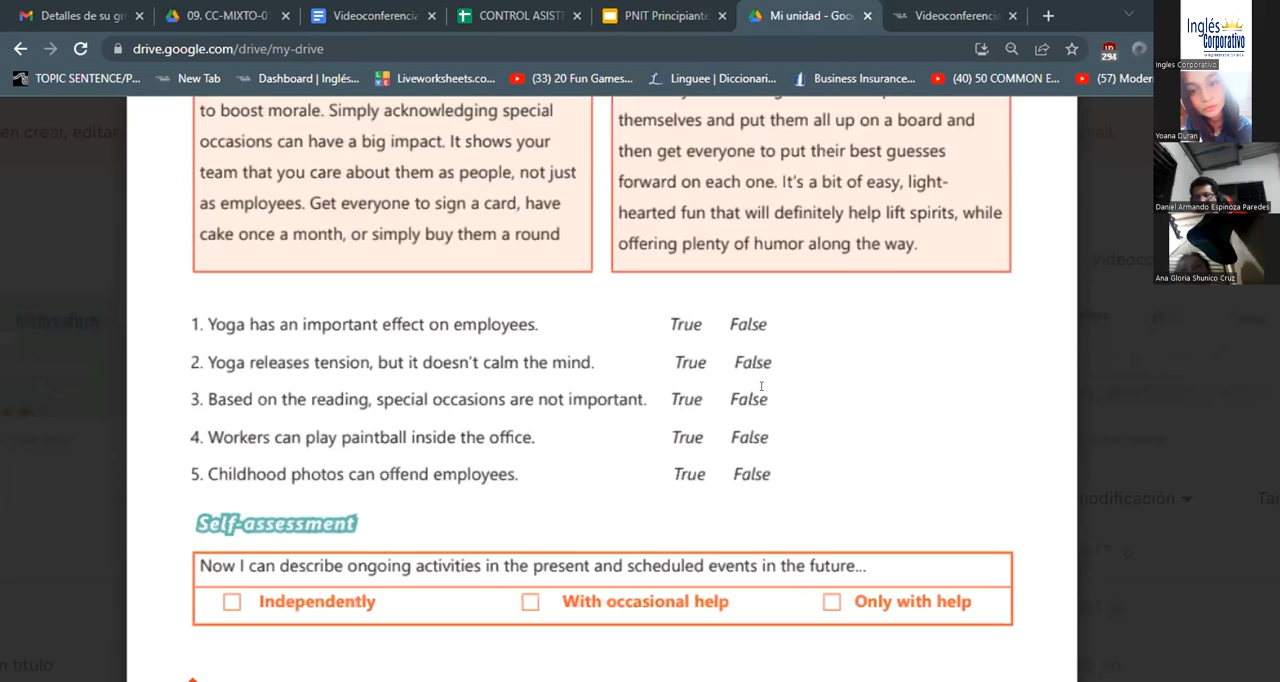 Detalles de su gr
09. CC-MIXTO-0
Videoconferencia
CONTROL ASIST
PNIT Principiante
Mi unidad - Goo
Videoconferencia
drive.google.com/drive/my-drive
294
TOPIC SENTENCE/P...
New Tab
Dashboard | Inglés...
Liveworksheets.co...
(33) 20 Fun Games...
Linguee | Diccionari...
Business Insurance...
(40) 50 COMMON E...
(57) Moder
Inglés
Corporativo
Ingles Corporativo
Yoana Duran
Daniel Armando Espinoza Paredes
Ana Gloria Shunico Cruz
en crear, editar
to boost morale. Simply acknowledging special
occasions can have a big impact. It shows your
team that you care about them as people, not just
as employees. Get everyone to sign a card, have
cake once a month, or simply buy them a round
themselves and put them all up on a board and
then get everyone to put their best guesses
forward on each one. It's a bit of easy, light-
hearted fun that will definitely help lift spirits, while
offering plenty of humor along the way.
1. Yoga has an important effect on employees. True False
2. Yoga releases tension, but it doesn't calm the mind. True False
3. Based on the reading, special occasions are not important. True False
4. Workers can play paintball inside the office. True False
5. Childhood photos can offend employees. True False
Self-assessment
Now I can describe ongoing activities in the present and scheduled events in the future...
Independently
With occasional help
Only with help
modificación